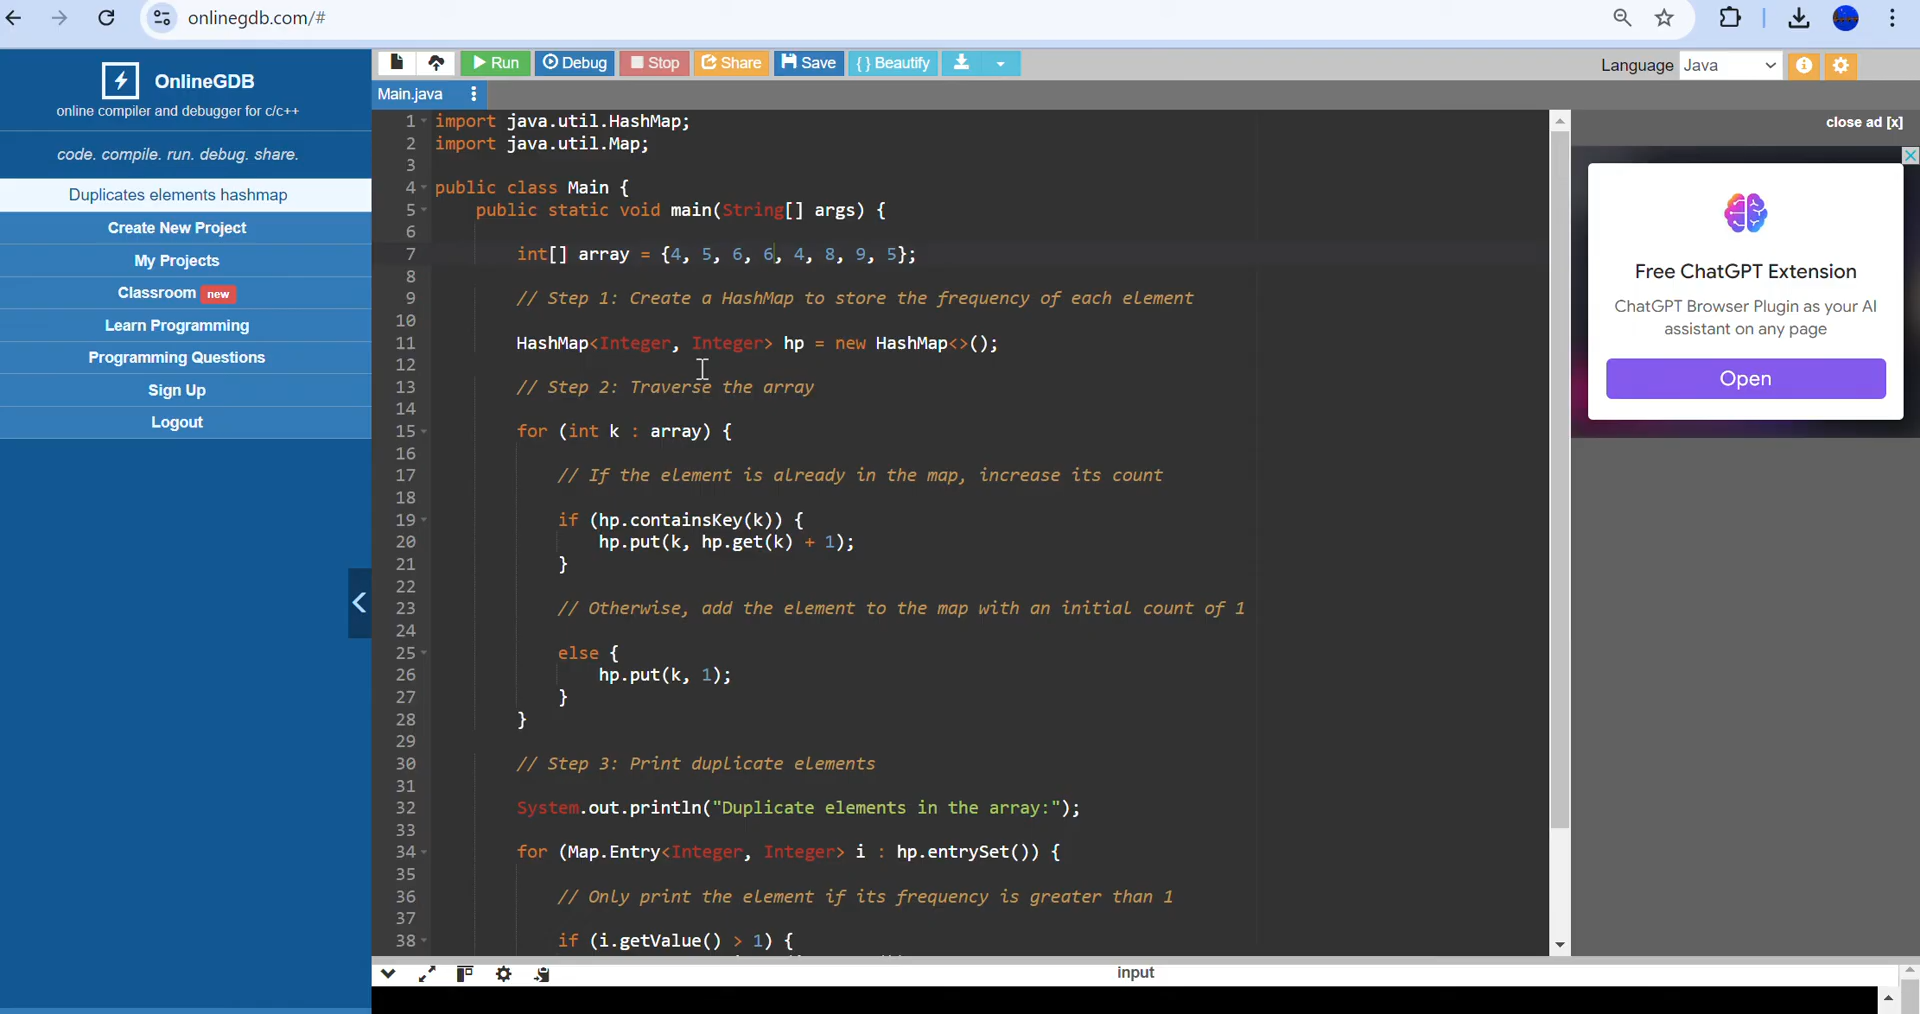 onlinegdb.com/#
OnlineGDB
online compiler and debugger for c/c++
code. compile. run. debug. share.
Duplicates elements hashmap
Create New Project
My Projects
Classroom new
Learn Programming
Programming Questions
Sign Up
Logout
Run Debug Stop Share Save { } Beautify
Language Java
Main.java
1 import java.util.HashMap;
2 import java.util.Map;
3
4 public class Main {
5 public static void main(String[] args) {
6
7 int[] array = {4, 5, 6, 6, 4, 8, 9, 5};
8
9 // Step 1: Create a HashMap to store the frequency of each element
10
11 HashMap<Integer, Integer> hp = new HashMap<>();
12
13 // Step 2: Traverse the array
14
15 for (int k : array) {
16
17 // If the element is already in the map, increase its count
18
19 if (hp.containsKey(k)) {
20 hp.put(k, hp.get(k) + 1);
21 }
22
23 // Otherwise, add the element to the map with an initial count of 1
24
25 else {
26 hp.put(k, 1);
27 }
28 }
29
30 // Step 3: Print duplicate elements
31
32 System.out.println("Duplicate elements in the array:");
33
34 for (Map.Entry<Integer, Integer> i : hp.entrySet()) {
35
36 // Only print the element if its frequency is greater than 1
37
38 if (i.getValue() > 1) {
close ad [x]
Free ChatGPT Extension
ChatGPT Browser Plugin as your AI
assistant on any page
Open
input